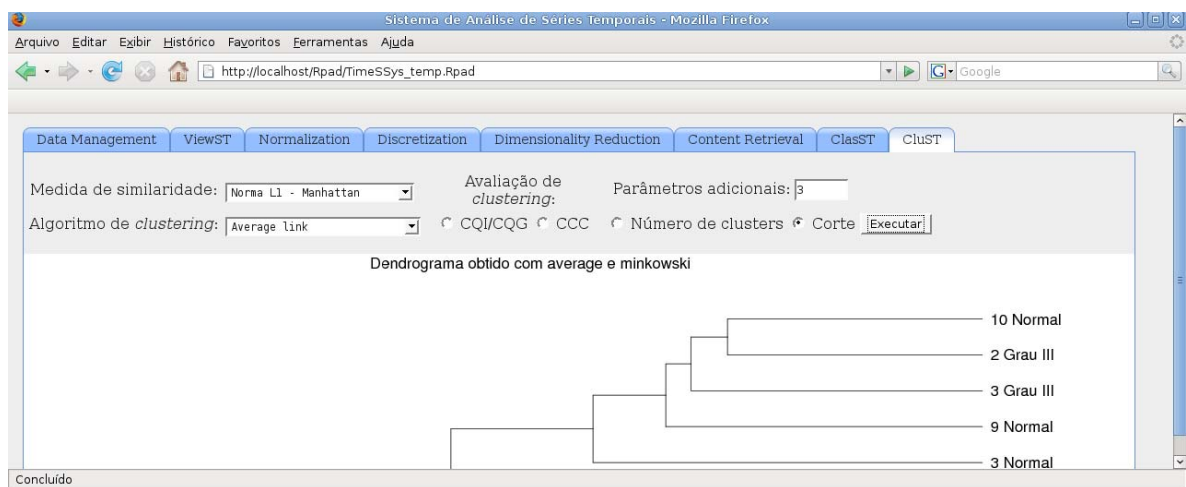 Sistema de Análise de Séries Temporais - Mozilla Firefox
Arquivo Editar Exibir Histórico Favoritos Ferramentas Ajuda
http://localhost/Rpad/TimeSSys_temp.Rpad
G Google
Data Management ViewST Normalization Discretization Dimensionality Reduction Content Retrieval ClasST CluST
Medida de similaridade: Norma L1 - Manhattan Avaliação de clustering: Parâmetros adicionais: 3
Algoritmo de clustering: Average link CQI/CQG CCC Número de clusters Corte Executar
Dendrograma obtido com average e minkowski
10 Normal
2 Grau III
3 Grau III
9 Normal
3 Normal
Concluído